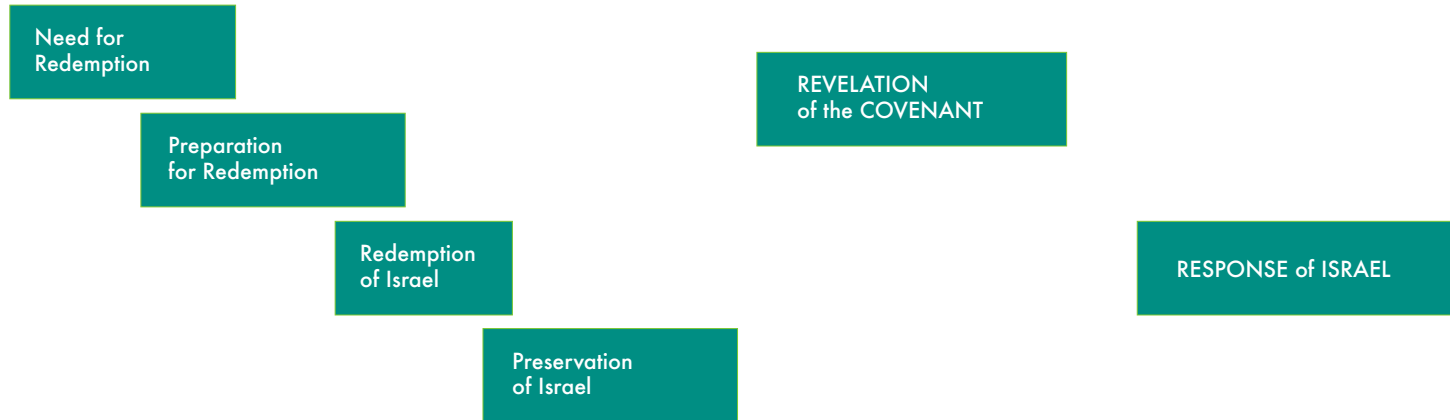 Need for
Redemption
Preparation
for Redemption
Redemption
of Israel
Preservation
of Israel
REVELATION
of the COVENANT
RESPONSE of ISRAEL